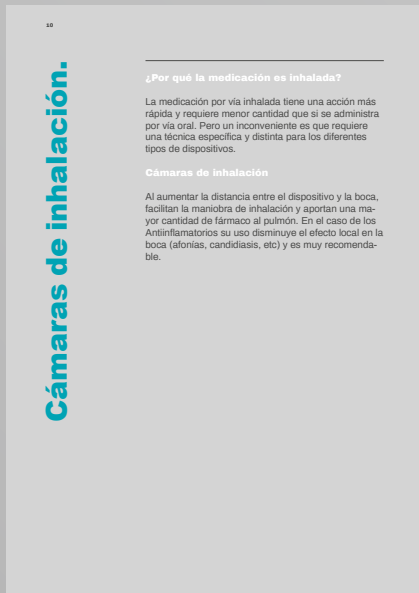 10
Cámaras de inhalación.
¿Por qué la medicación es inhalada?
La medicación por vía inhalada tiene una acción más
rápida y requiere menor cantidad que si se administra
por vía oral. Pero un inconveniente es que requiere
una técnica específica y distinta para los diferentes
tipos de dispositivos.
Cámaras de inhalación
Al aumentar la distancia entre el dispositivo y la boca,
facilitan la maniobra de inhalación y aportan una ma-
yor cantidad de fármaco al pulmón. En el caso de los
Antiinflamatorios su uso disminuye el efecto local en la
boca (afonías, candidiasis, etc) y es muy recomenda-
ble.